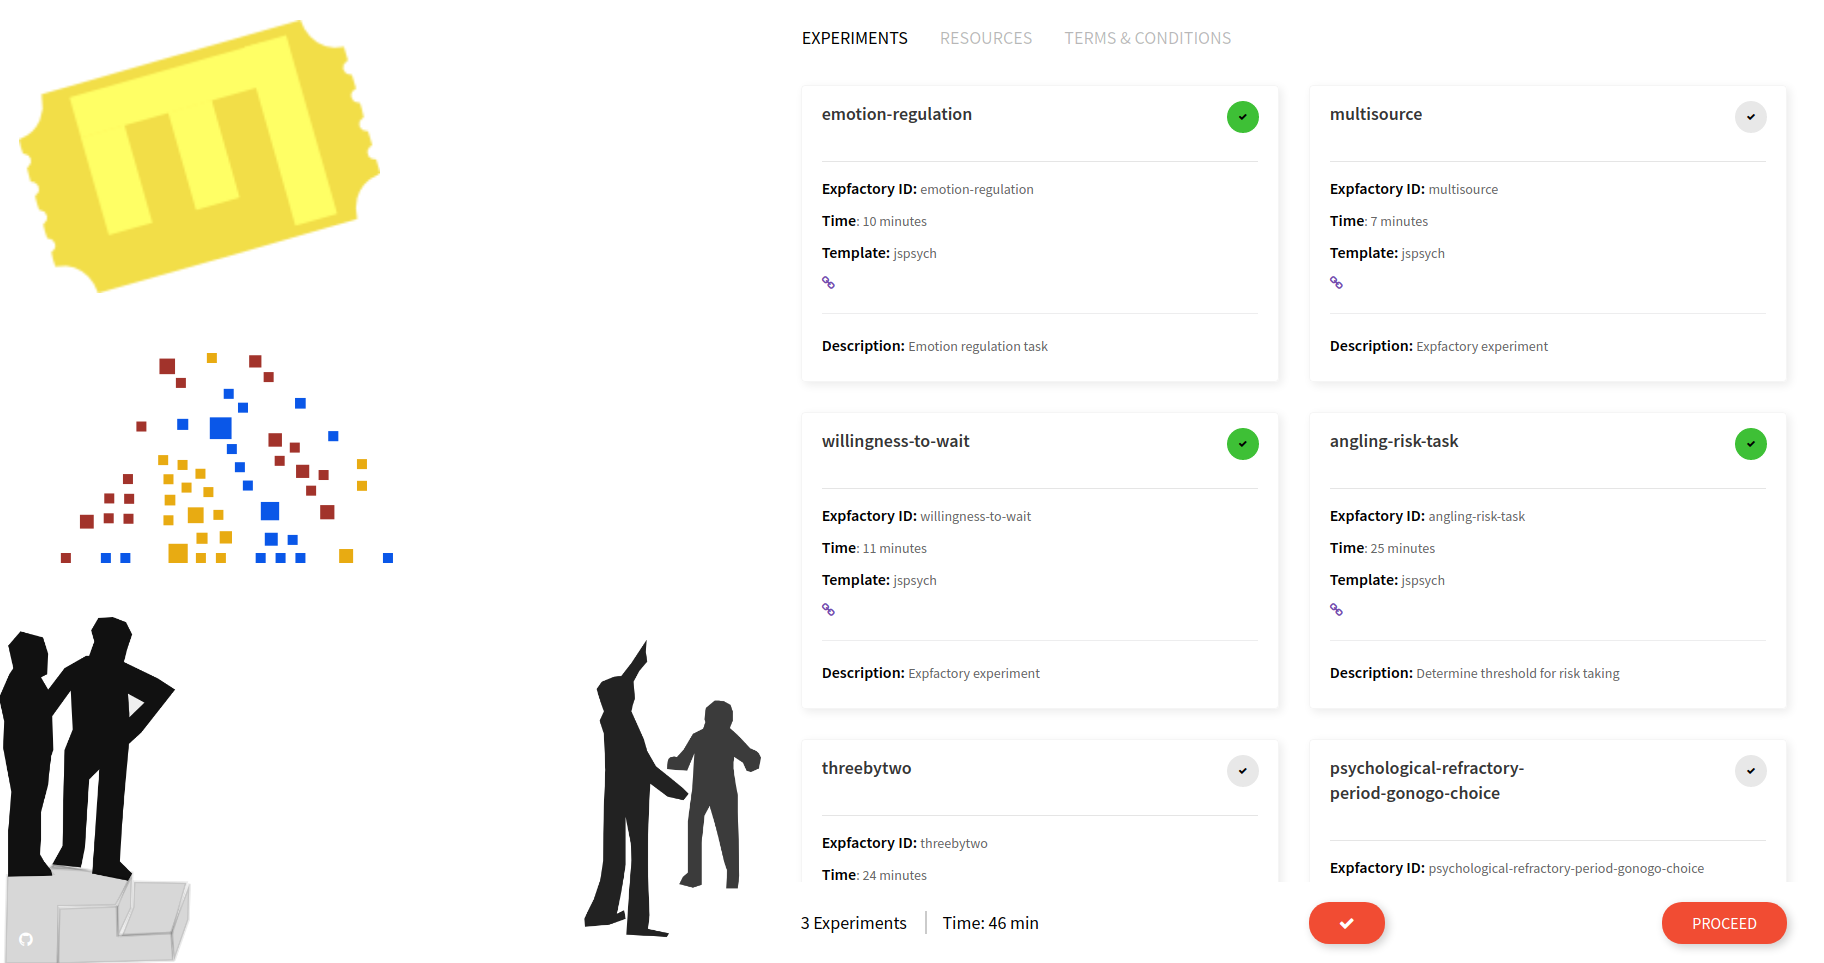 EXPERIMENTS RESOURCES TERMS & CONDITIONS
emotion-regulation
Expfactory ID: emotion-regulation
Time: 10 minutes
Template: jspsych
Description: Emotion regulation task
multisource
Expfactory ID: multisource
Time: 7 minutes
Template: jspsych
Description: Expfactory experiment
willingness-to-wait
Expfactory ID: willingness-to-wait
Time: 11 minutes
Template: jspsych
Description: Expfactory experiment
angling-risk-task
Expfactory ID: angling-risk-task
Time: 25 minutes
Template: jspsych
Description: Determine threshold for risk taking
threebytwo
Expfactory ID: threebytwo
Time: 24 minutes
psychological-refractory-
period-gonogo-choice
Expfactory ID: psychological-refractory-period-gonogo-choice
3 Experiments Time: 46 min
PROCEED